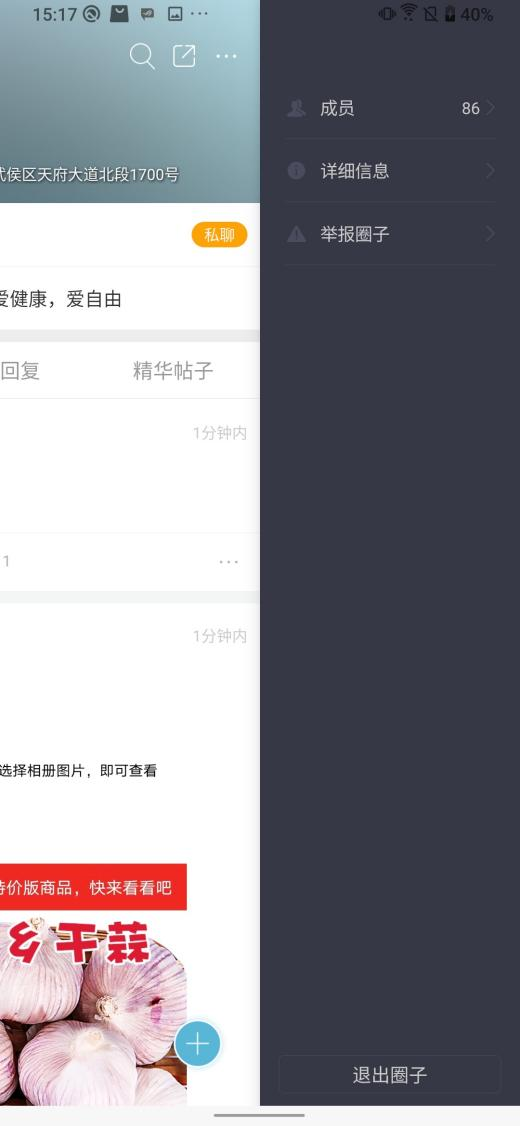 15:17
40%
成员
86
详细信息
武侯区天府大道北段1700号
私聊
举报圈子
爱健康，爱自由
回复
精华帖子
1分钟内
1
1分钟内
选择相册图片，即可查看
特价版商品，快来看看吧
乡干蒜
退出圈子